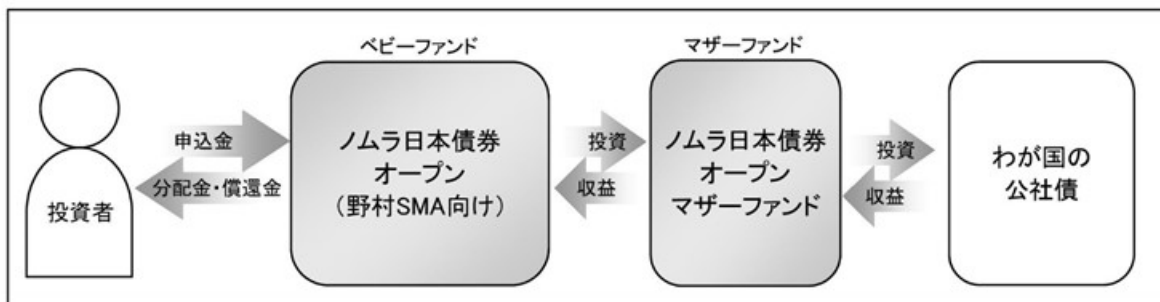 ベビーファンド
マザーファンド
投資者
申込金
分配金・償還金
ノムラ日本債券
オープン
(野村SMA向け)
投資
収益
ノムラ日本債券
オープン
マザーファンド
投資
収益
わが国の
公社債